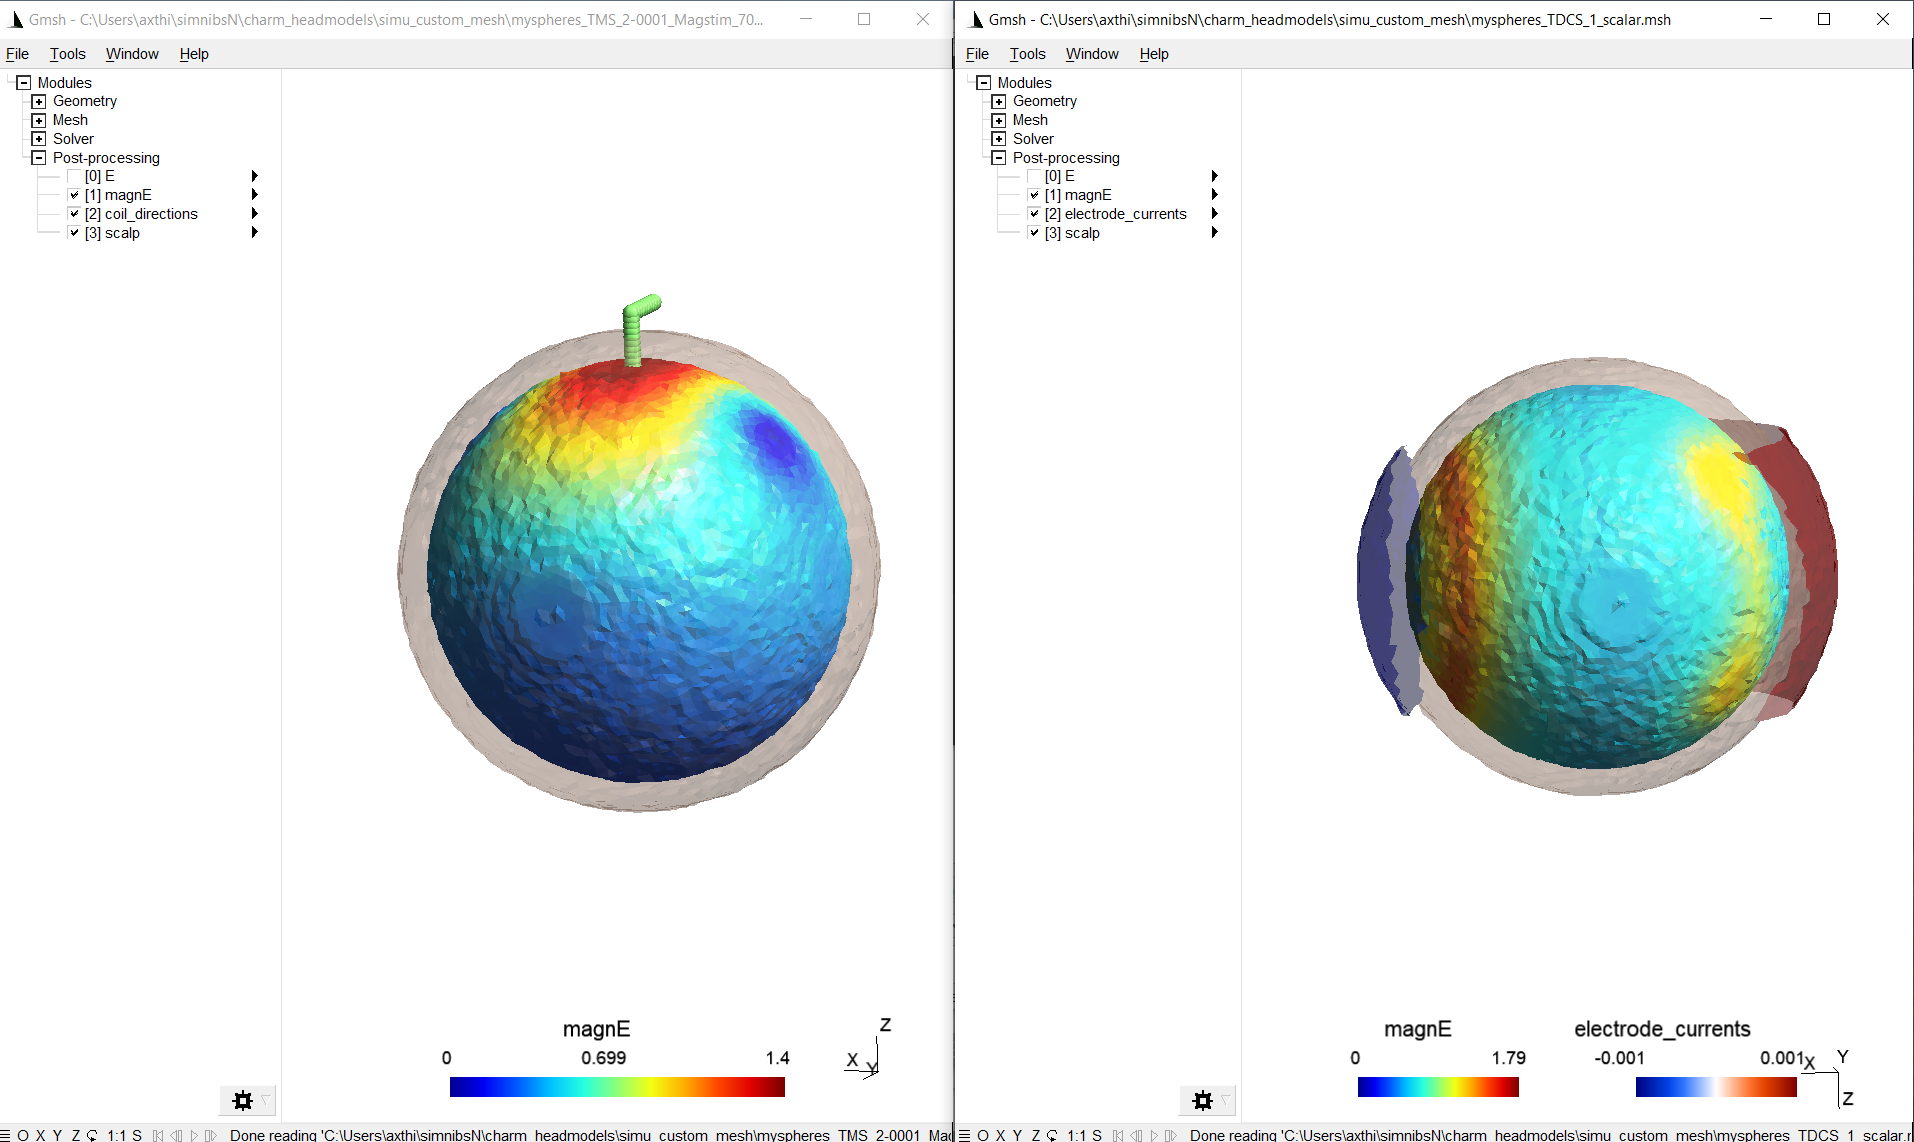 Gmsh - C:\Users\axthi\simnibsN\charm_headmodels\simu_custom_mesh\myspheres_TMS_2-0001_Magstim_70...
File Tools Window Help
Modules
Geometry
Mesh
Solver
Post-processing
[0] E
[1] magnE
[2] coil_directions
[3] scalp
magnE
0 0.699 1.4
Z
X Y
O X Y Z 1:1 S Done reading 'C:\Users\axthi\simnibsN\charm_headmodels\simu_custom_mesh\myspheres_TMS_2-0001_Mag
Gmsh - C:\Users\axthi\simnibsN\charm_headmodels\simu_custom_mesh\myspheres_TDCS_1_scalar.msh
File Tools Window Help
Modules
Geometry
Mesh
Solver
Post-processing
[0] E
[1] magnE
[2] electrode_currents
[3] scalp
magnE
0 1.79
electrode_currents
-0.001 0.001
X Y
Z
O X Y Z 1:1 S Done reading 'C:\Users\axthi\simnibsN\charm_headmodels\simu_custom_mesh\myspheres_TDCS_1_scalar.r